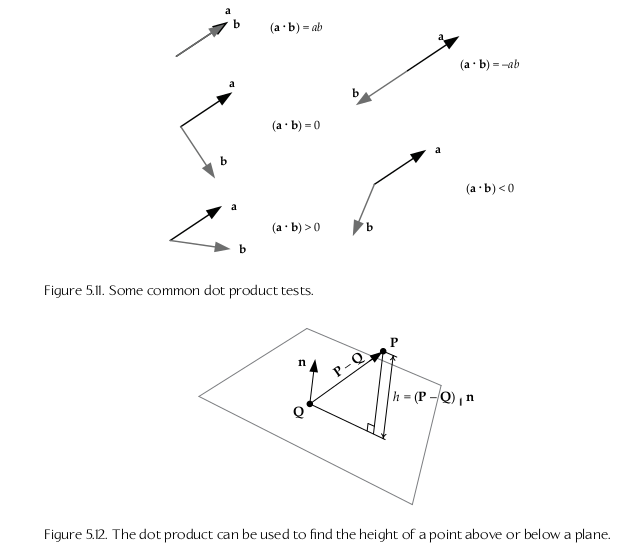 a
b
(a · b) = ab
a
b
(a · b) = –ab
a
b
(a · b) = 0
a
b
(a · b) < 0
a
b
(a · b) > 0
Figure 5.11. Some common dot product tests.
P
n
P – Q
h = (P – Q) ı n
Q
Figure 5.12. The dot product can be used to find the height of a point above or below a plane.